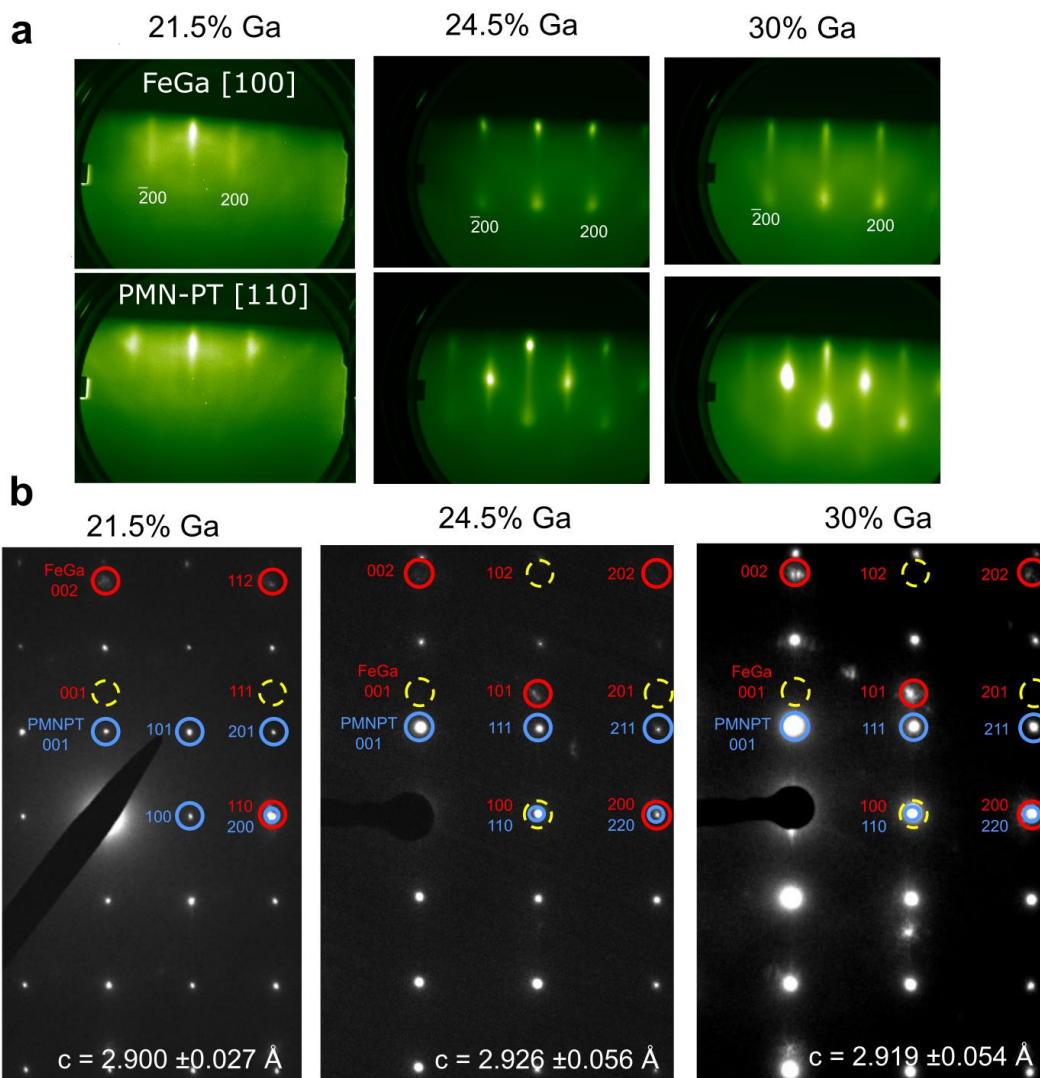 a
21.5% Ga 24.5% Ga 30% Ga
FeGa [100]
2̅00 200 2̅00 200 2̅00 200
PMN-PT [110]
b
21.5% Ga 24.5% Ga 30% Ga
FeGa
002 112
001 111
PMNPT
001 101 201
100 110
200
c = 2.900 ±0.027 Å
002 102 202
FeGa
001 101 201
PMNPT
001 111 211
100 200
110 220
c = 2.926 ±0.056 Å
002 102 202
FeGa
001 101 201
PMNPT
001 111 211
100 200
110 220
c = 2.919 ±0.054 Å